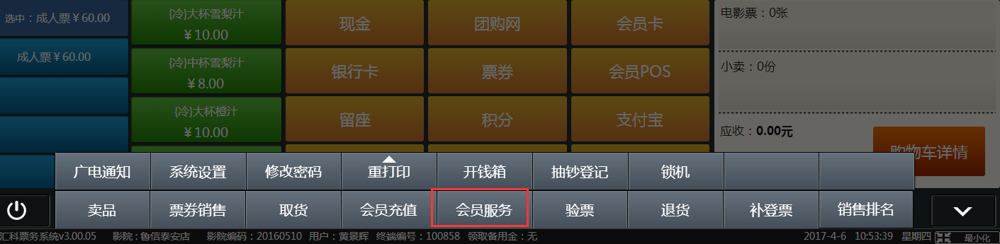 选中：成人票￥60.00
成人票￥60.00
{冷}大杯雪梨汁
￥10.00
{冷}中杯雪梨汁
￥8.00
{冷}大杯橙汁
￥10.00
现金
团购网
会员卡
银行卡
票券
会员POS
留座
积分
支付宝
电影票：0张
小卖：0份
应收：0.00元
购物车详情
广电通知
系统设置
修改密码
重打印
开钱箱
抽钞登记
锁机
卖品
票券销售
取货
会员充值
会员服务
验票
退货
补登票
销售排名
汇科票务系统v3.00.05 影院：鲁信泰安店 影院编码：20160510 用户：黄景辉 终端编号：100858 领取备用金：无 2017-4-6 10:53:39 星期四 最小化